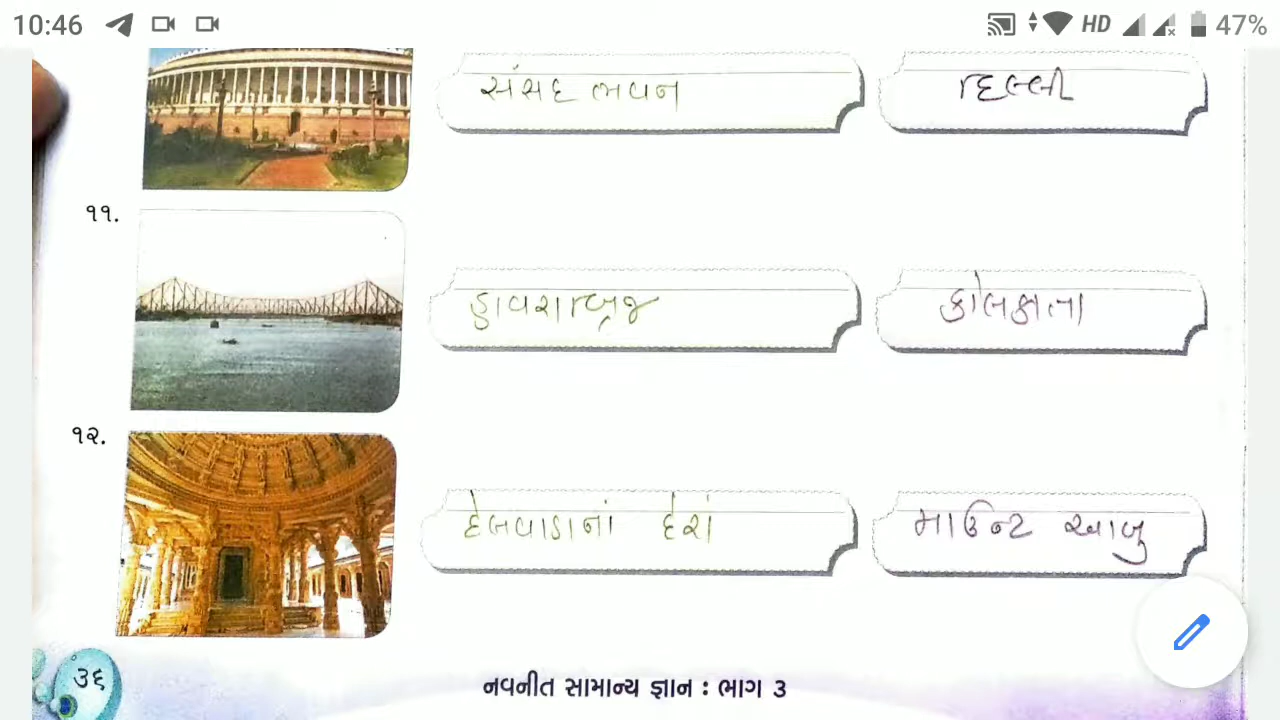 10:46 HD 47%
સંસદ ભવન દિલ્લી
૧૧.
હાવરાબ્રિજ કોલકાતા
૧૨.
દેલવાડાનાં દેરાં માઉન્ટ આબુ
૩૬
નવનીત સામાન્ય જ્ઞાન : ભાગ ૩